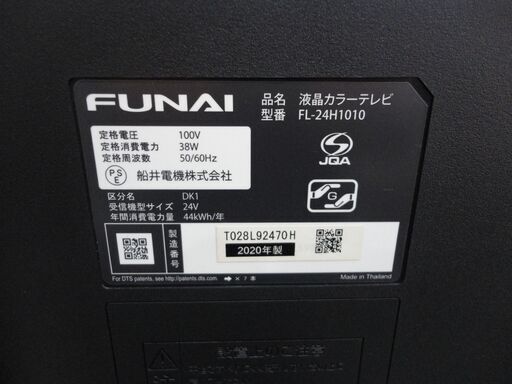 FUNAI
品名 液晶カラーテレビ
型番 FL-24H1010
定格電圧 100V
定格消費電力 38W
定格周波数 50/60Hz
PSE 船井電機株式会社
JQA
G
区分名 DK1
受信機型サイズ 24V
年間消費電力量 44kWh/年
製造番号
T028L92470H
2020年製
For DTS patents, see http://patents.dts.com.
Made in Thailand
設置上のご注意